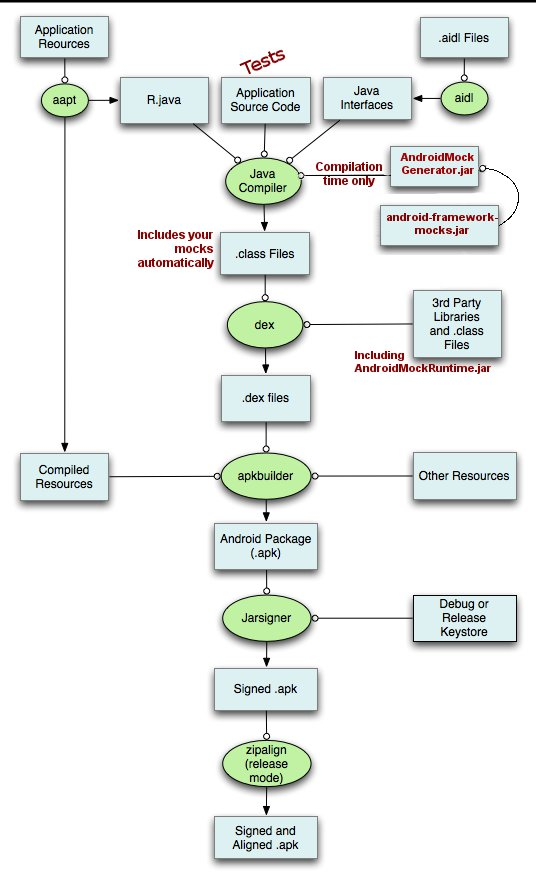 Application
Reources
.aidl Files
Tests
aapt
R.java
Application
Source Code
Java
Interfaces
aidl
Java
Compiler
Compilation
time only
AndroidMock
Generator.jar
android-framework-
mocks.jar
Includes your
mocks
automatically
.class Files
dex
3rd Party
Libraries
and .class
Files
Including
AndroidMockRuntime.jar
.dex files
Compiled
Resources
apkbuilder
Other Resources
Android Package
(.apk)
Jarsigner
Debug or
Release
Keystore
Signed .apk
zipalign
(release
mode)
Signed and
Aligned .apk